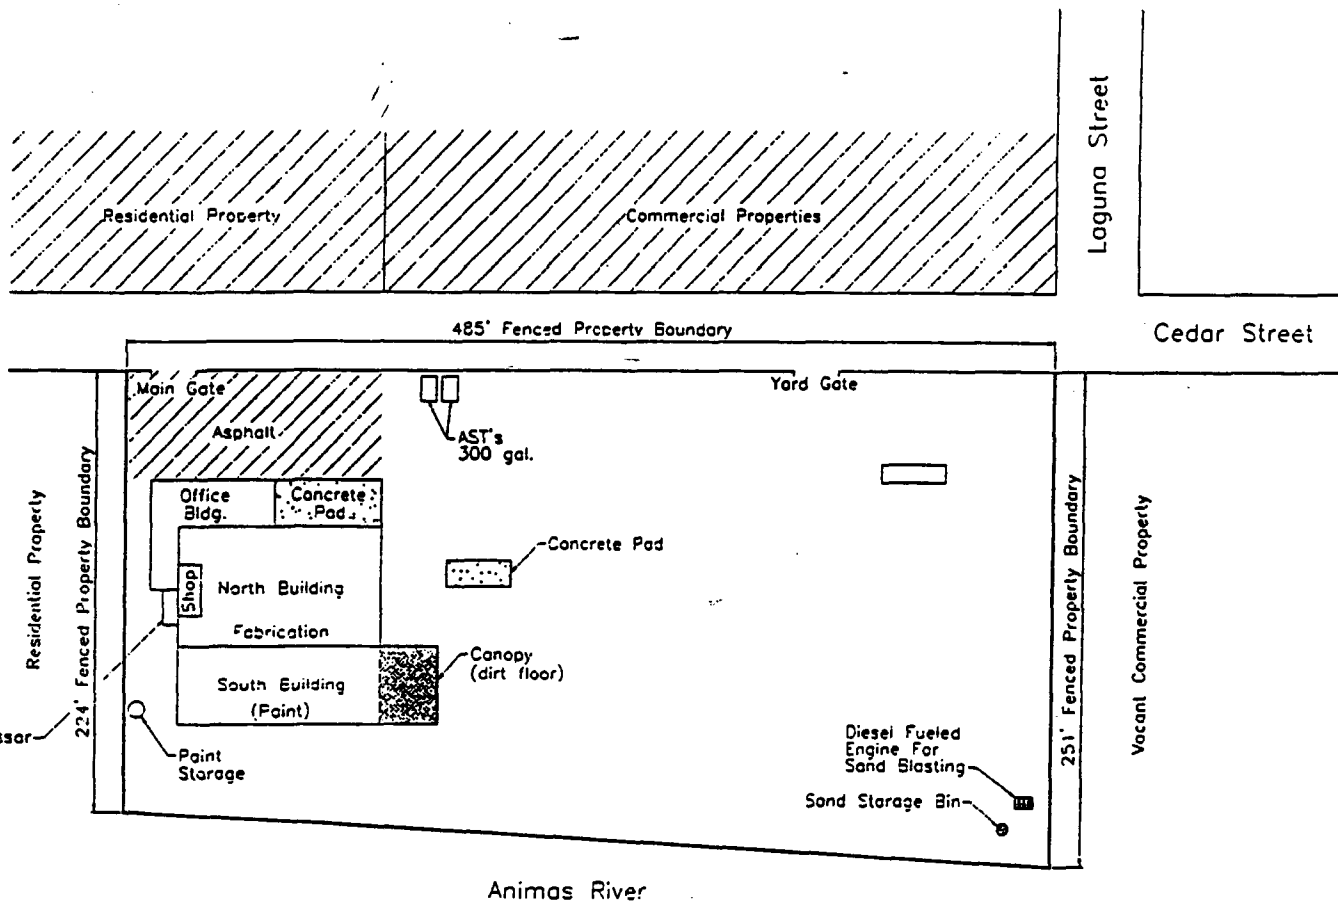 Laguna Street
Residential Property
Commercial Properties
485' Fenced Property Boundary
Cedar Street
Main Gate
Yard Gate
Asphalt
AST's
300 gal.
Office
Bldg.
Concrete
Pad
Concrete Pad
Shop
North Building
Fabrication
Canopy
(dirt floor)
South Building
(Paint)
Residential Property
224' Fenced Property Boundary
251' Fenced Property Boundary
Vacant Commercial Property
Paint
Storage
Diesel Fueled
Engine For
Sand Blasting
Sand Storage Bin
Animas River